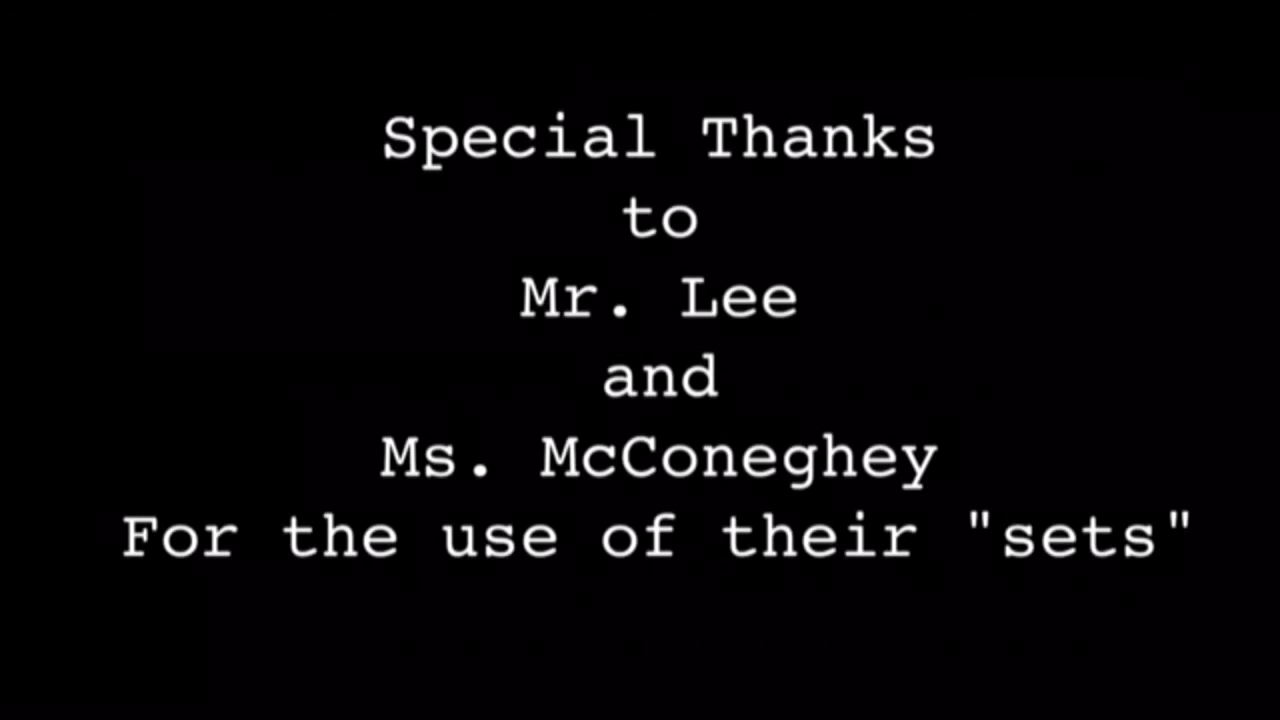 Special Thanks
to
Mr. Lee
and
Ms. McConeghey
For the use of their "sets"